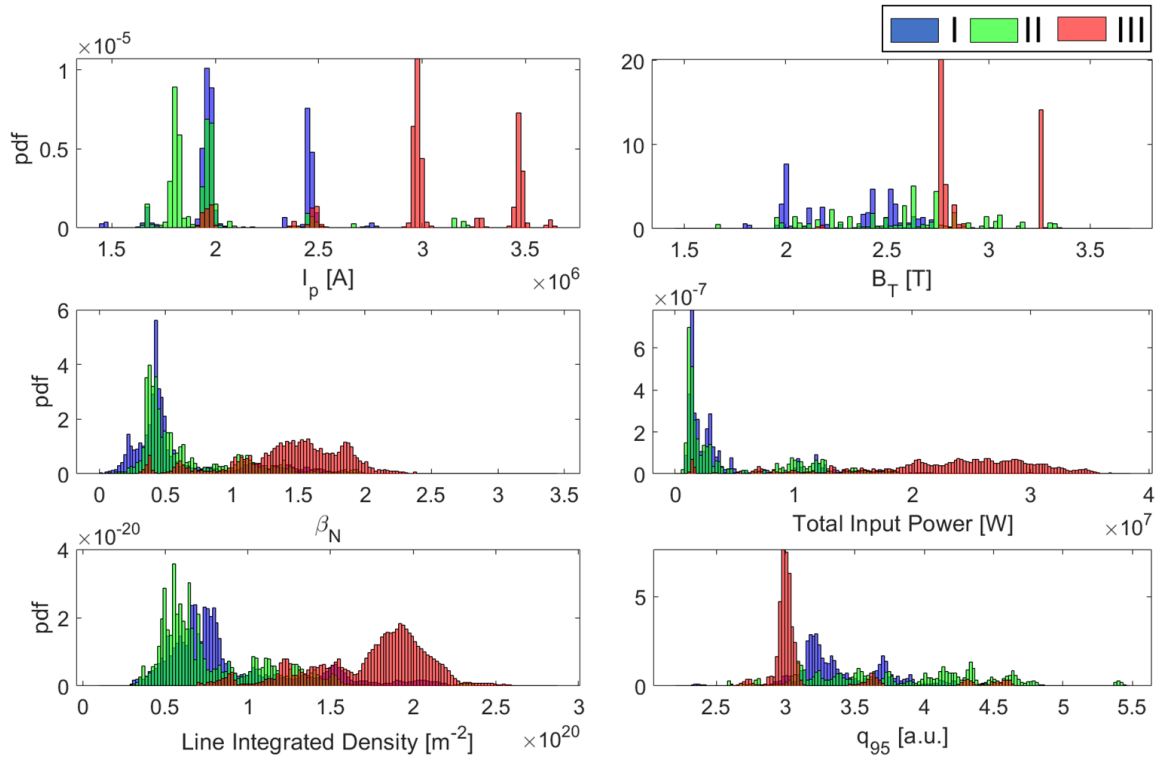 I II III
×10^-5
1
0.5
0
pdf
1.5 2 2.5 3 3.5
I_p [A]
×10^6
20
10
0
1.5 2 2.5 3 3.5
B_T [T]
6
4
2
0
pdf
0 0.5 1 1.5 2 2.5 3 3.5
β_N
×10^-7
6
4
2
0
0 1 2 3 4
Total Input Power [W]
×10^7
×10^-20
4
2
0
pdf
0 0.5 1 1.5 2 2.5 3
Line Integrated Density [m^-2]
×10^20
5
0
2.5 3 3.5 4 4.5 5 5.5
q_95 [a.u.]